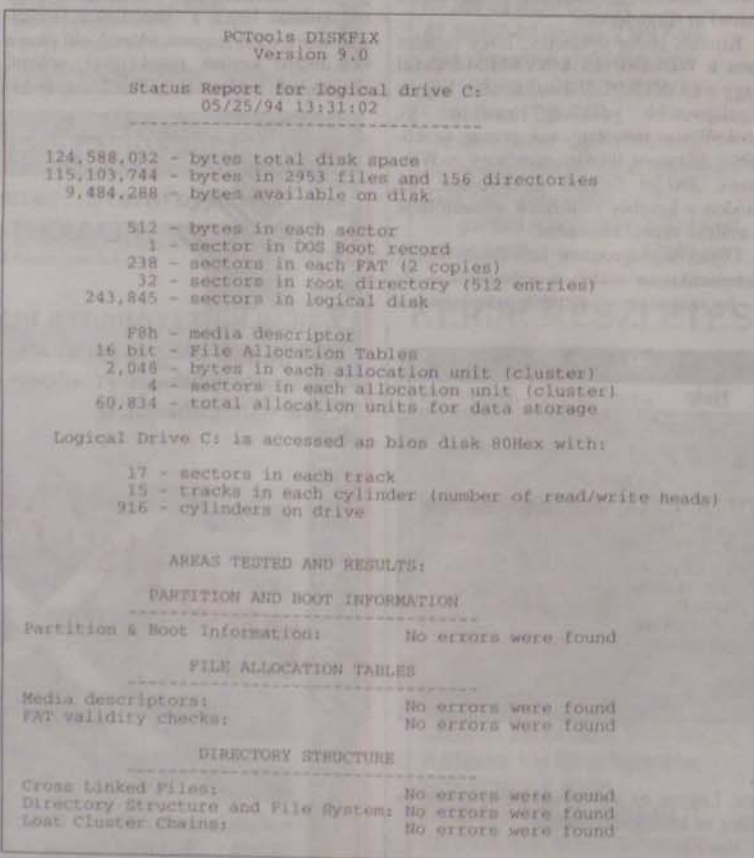 PCTools DISKFIX
Version 9.0
Status Report for logical drive C:
05/25/94 13:31:02
-----------------------------------
124,588,032 - bytes total disk space
115,103,744 - bytes in 2953 files and 156 directories
9,484,288 - bytes available on disk
512 - bytes in each sector
1 - sector in DOS Boot record
238 - sectors in each FAT (2 copies)
32 - sectors in root directory (512 entries)
243,845 - sectors in logical disk
F8h - media descriptor
16 bit - File Allocation Tables
2,048 - bytes in each allocation unit (cluster)
4 - sectors in each allocation unit (cluster)
60,834 - total allocation units for data storage
Logical Drive C: is accessed as bios disk 80Hex with:
17 - sectors in each track
15 - tracks in each cylinder (number of read/write heads)
916 - cylinders on drive
AREAS TESTED AND RESULTS:
PARTITION AND BOOT INFORMATION
-----------------------------------
Partition & Boot Information: No errors were found
FILE ALLOCATION TABLES
-----------------------------------
Media descriptors: No errors were found
FAT validity checks: No errors were found
DIRECTORY STRUCTURE
-----------------------------------
Cross Linked Files: No errors were found
Directory Structure and File System: No errors were found
Lost Cluster Chains: No errors were found